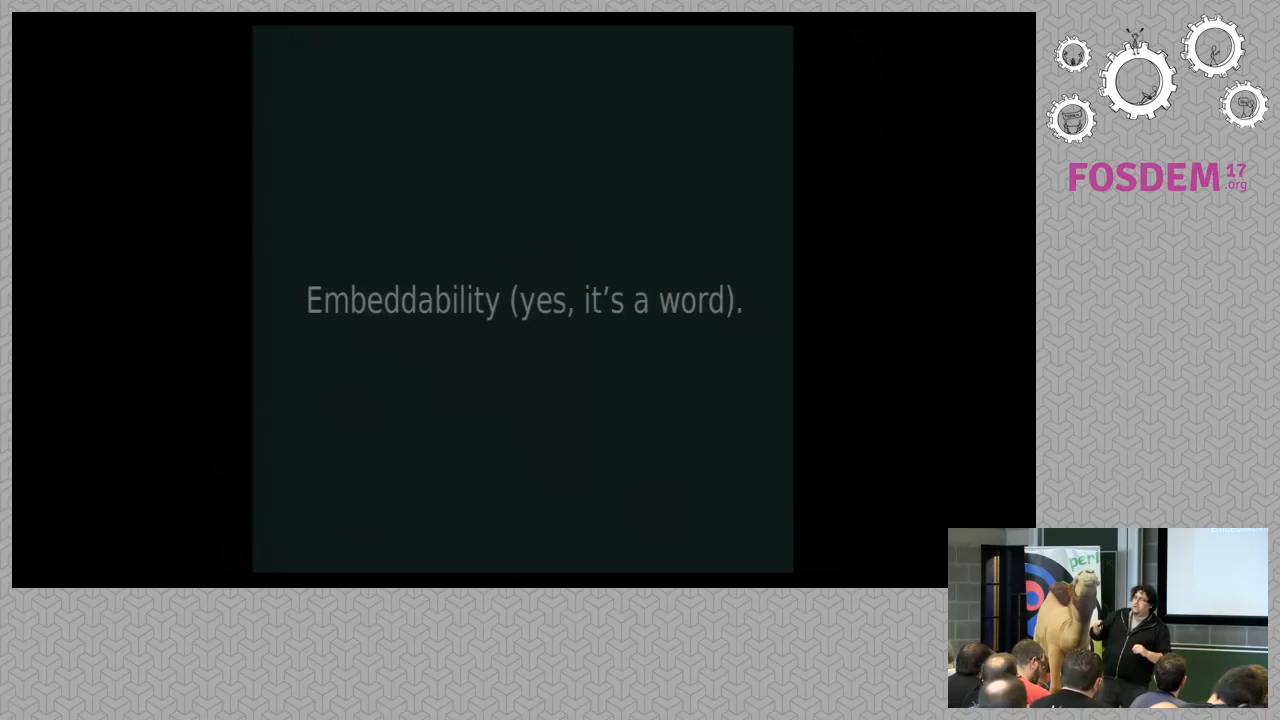 Embeddability (yes, it’s a word).
FOSDEM 17
.org
perl